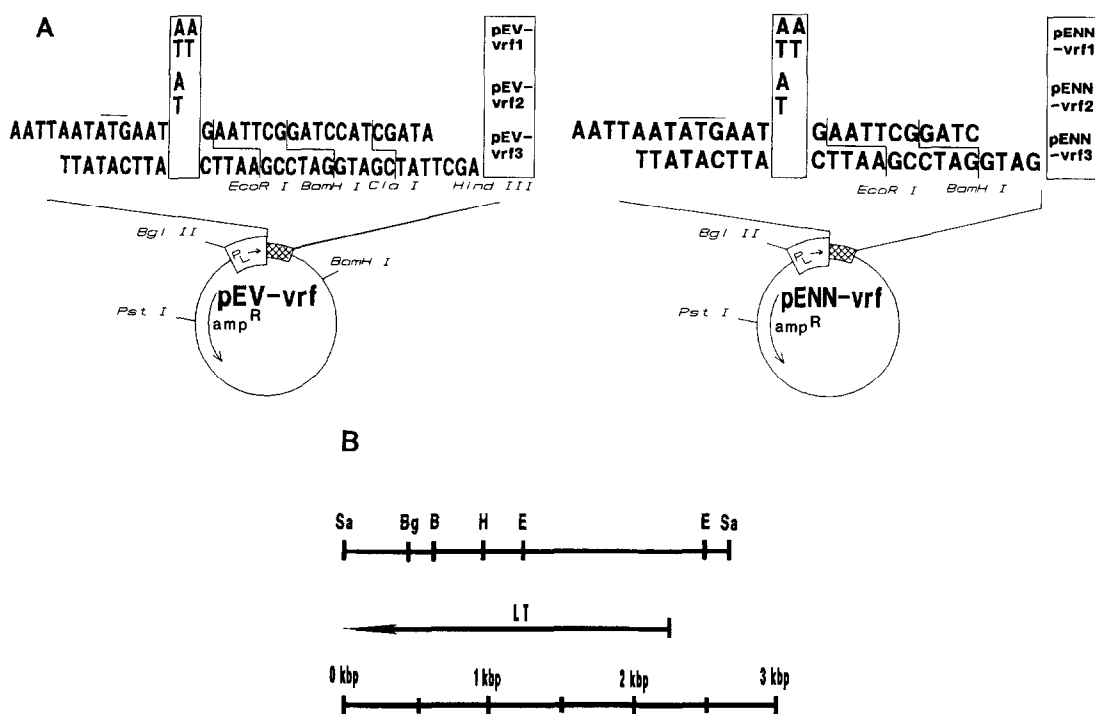 A
AA
TT
A
T
AATTAATATGAAT GAATTCGGATCCATCGATA
TTATACTTA CTTAAGCCTAGGTAGCTATTCGA
EcoR I BamH I Cla I Hind III
pEV-
vrf1
pEV-
vrf2
pEV-
vrf3
Bgl II
PL→
BamH I
pEV-vrf
Pst I
ampR
AA
TT
A
T
AATTAATATGAAT GAATTCGGATC
TTATACTTA CTTAAGCCTAGGTAG
EcoR I BamH I
pENN
-vrf1
pENN
-vrf2
pENN
-vrf3
Bgl II
PL→
pENN-vrf
Pst I
ampR
B
Sa Bg B H E E Sa
LT
0 kbp 1 kbp 2 kbp 3 kbp